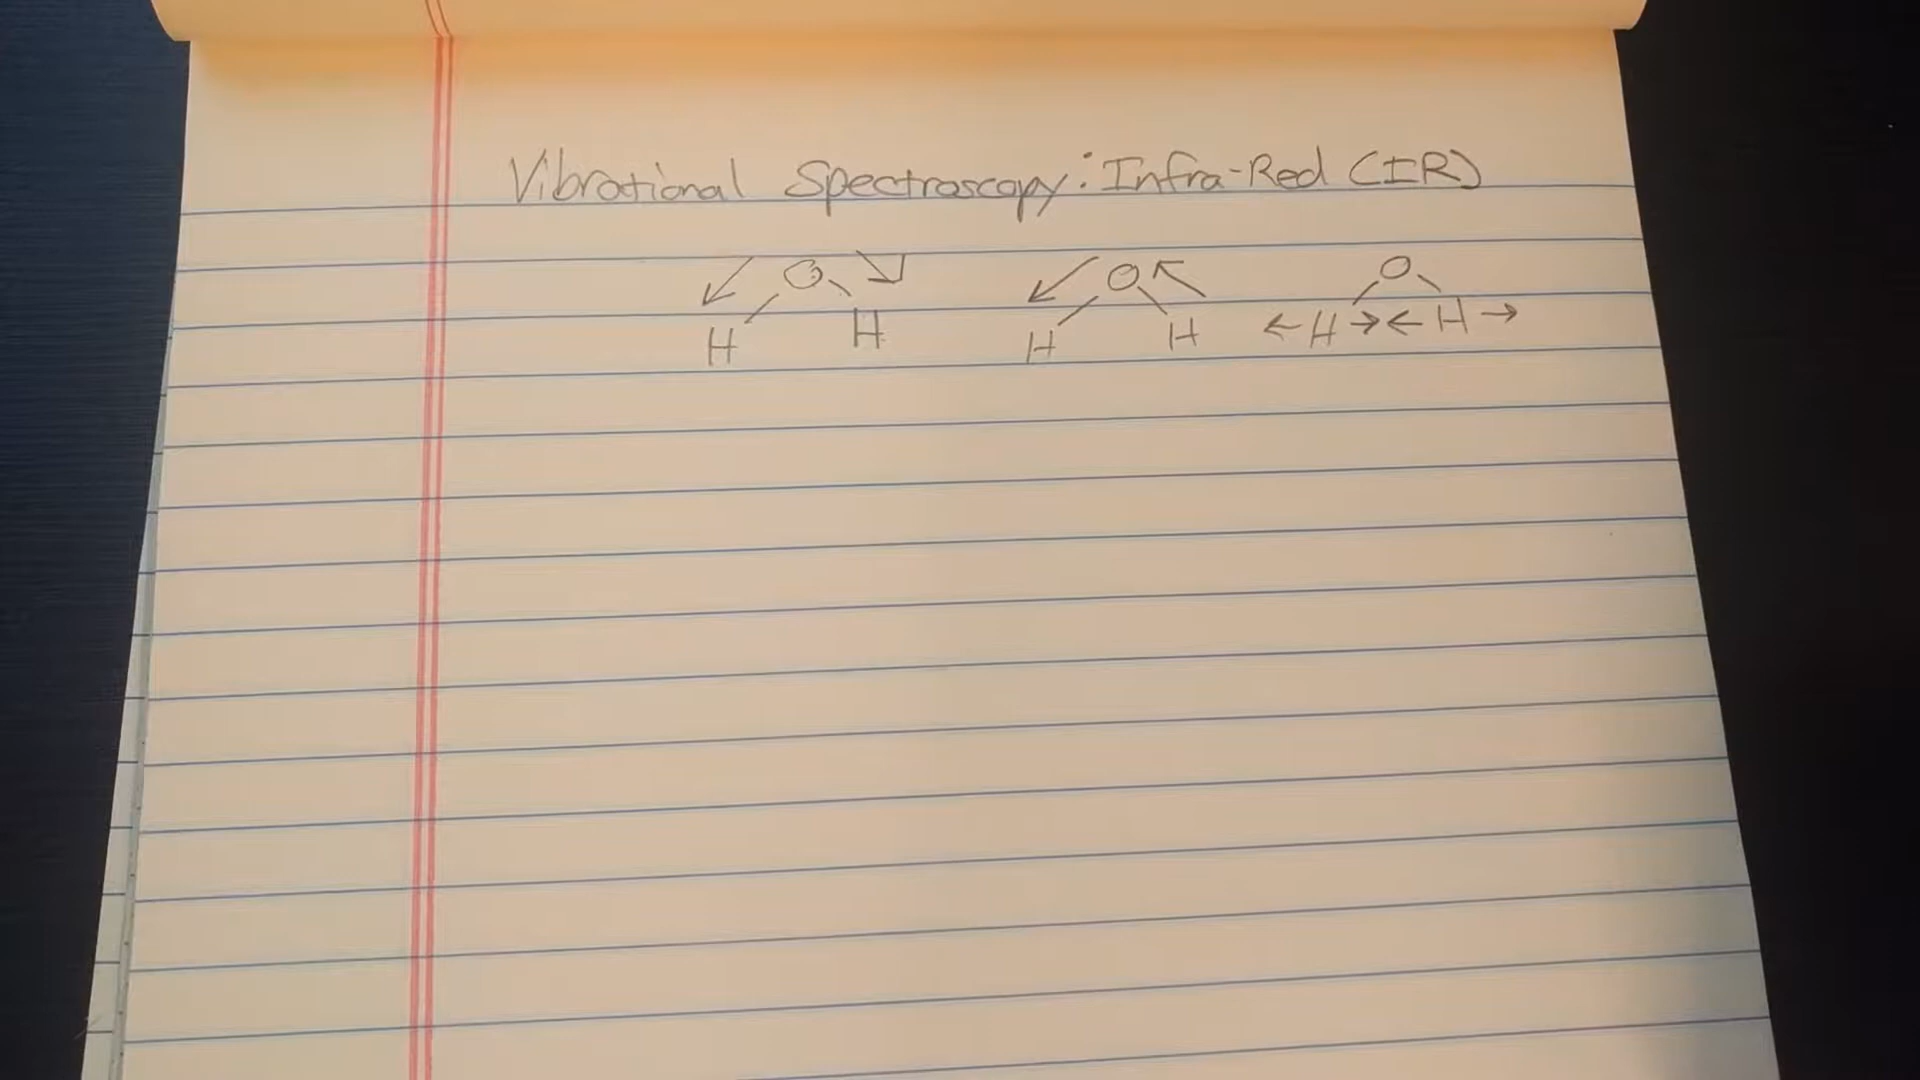 Vibrational Spectroscopy: Infra-Red (IR)
O O O
H H H H ← H → ← H →